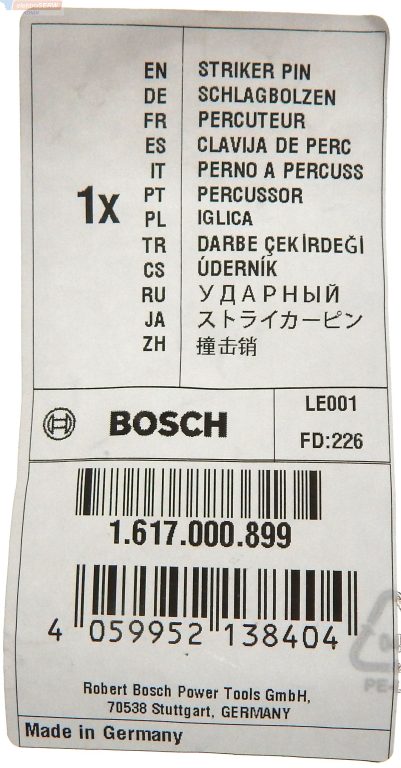 EN STRIKER PIN
DE SCHLAGBOLZEN
FR PERCUTEUR
ES CLAVIJA DE PERC
IT PERNO A PERCUSS
1x PT PERCUSSOR
PL IGLICA
TR DARBE ÇEKİRDEĞİ
CS ÚDERNÍK
RU УДАРНЫЙ
JA ストライカーピン
ZH 撞击销
BOSCH
LE001
FD:226
1.617.000.899
4 059952 138404
Robert Bosch Power Tools GmbH,
70538 Stuttgart, GERMANY
Made in Germany